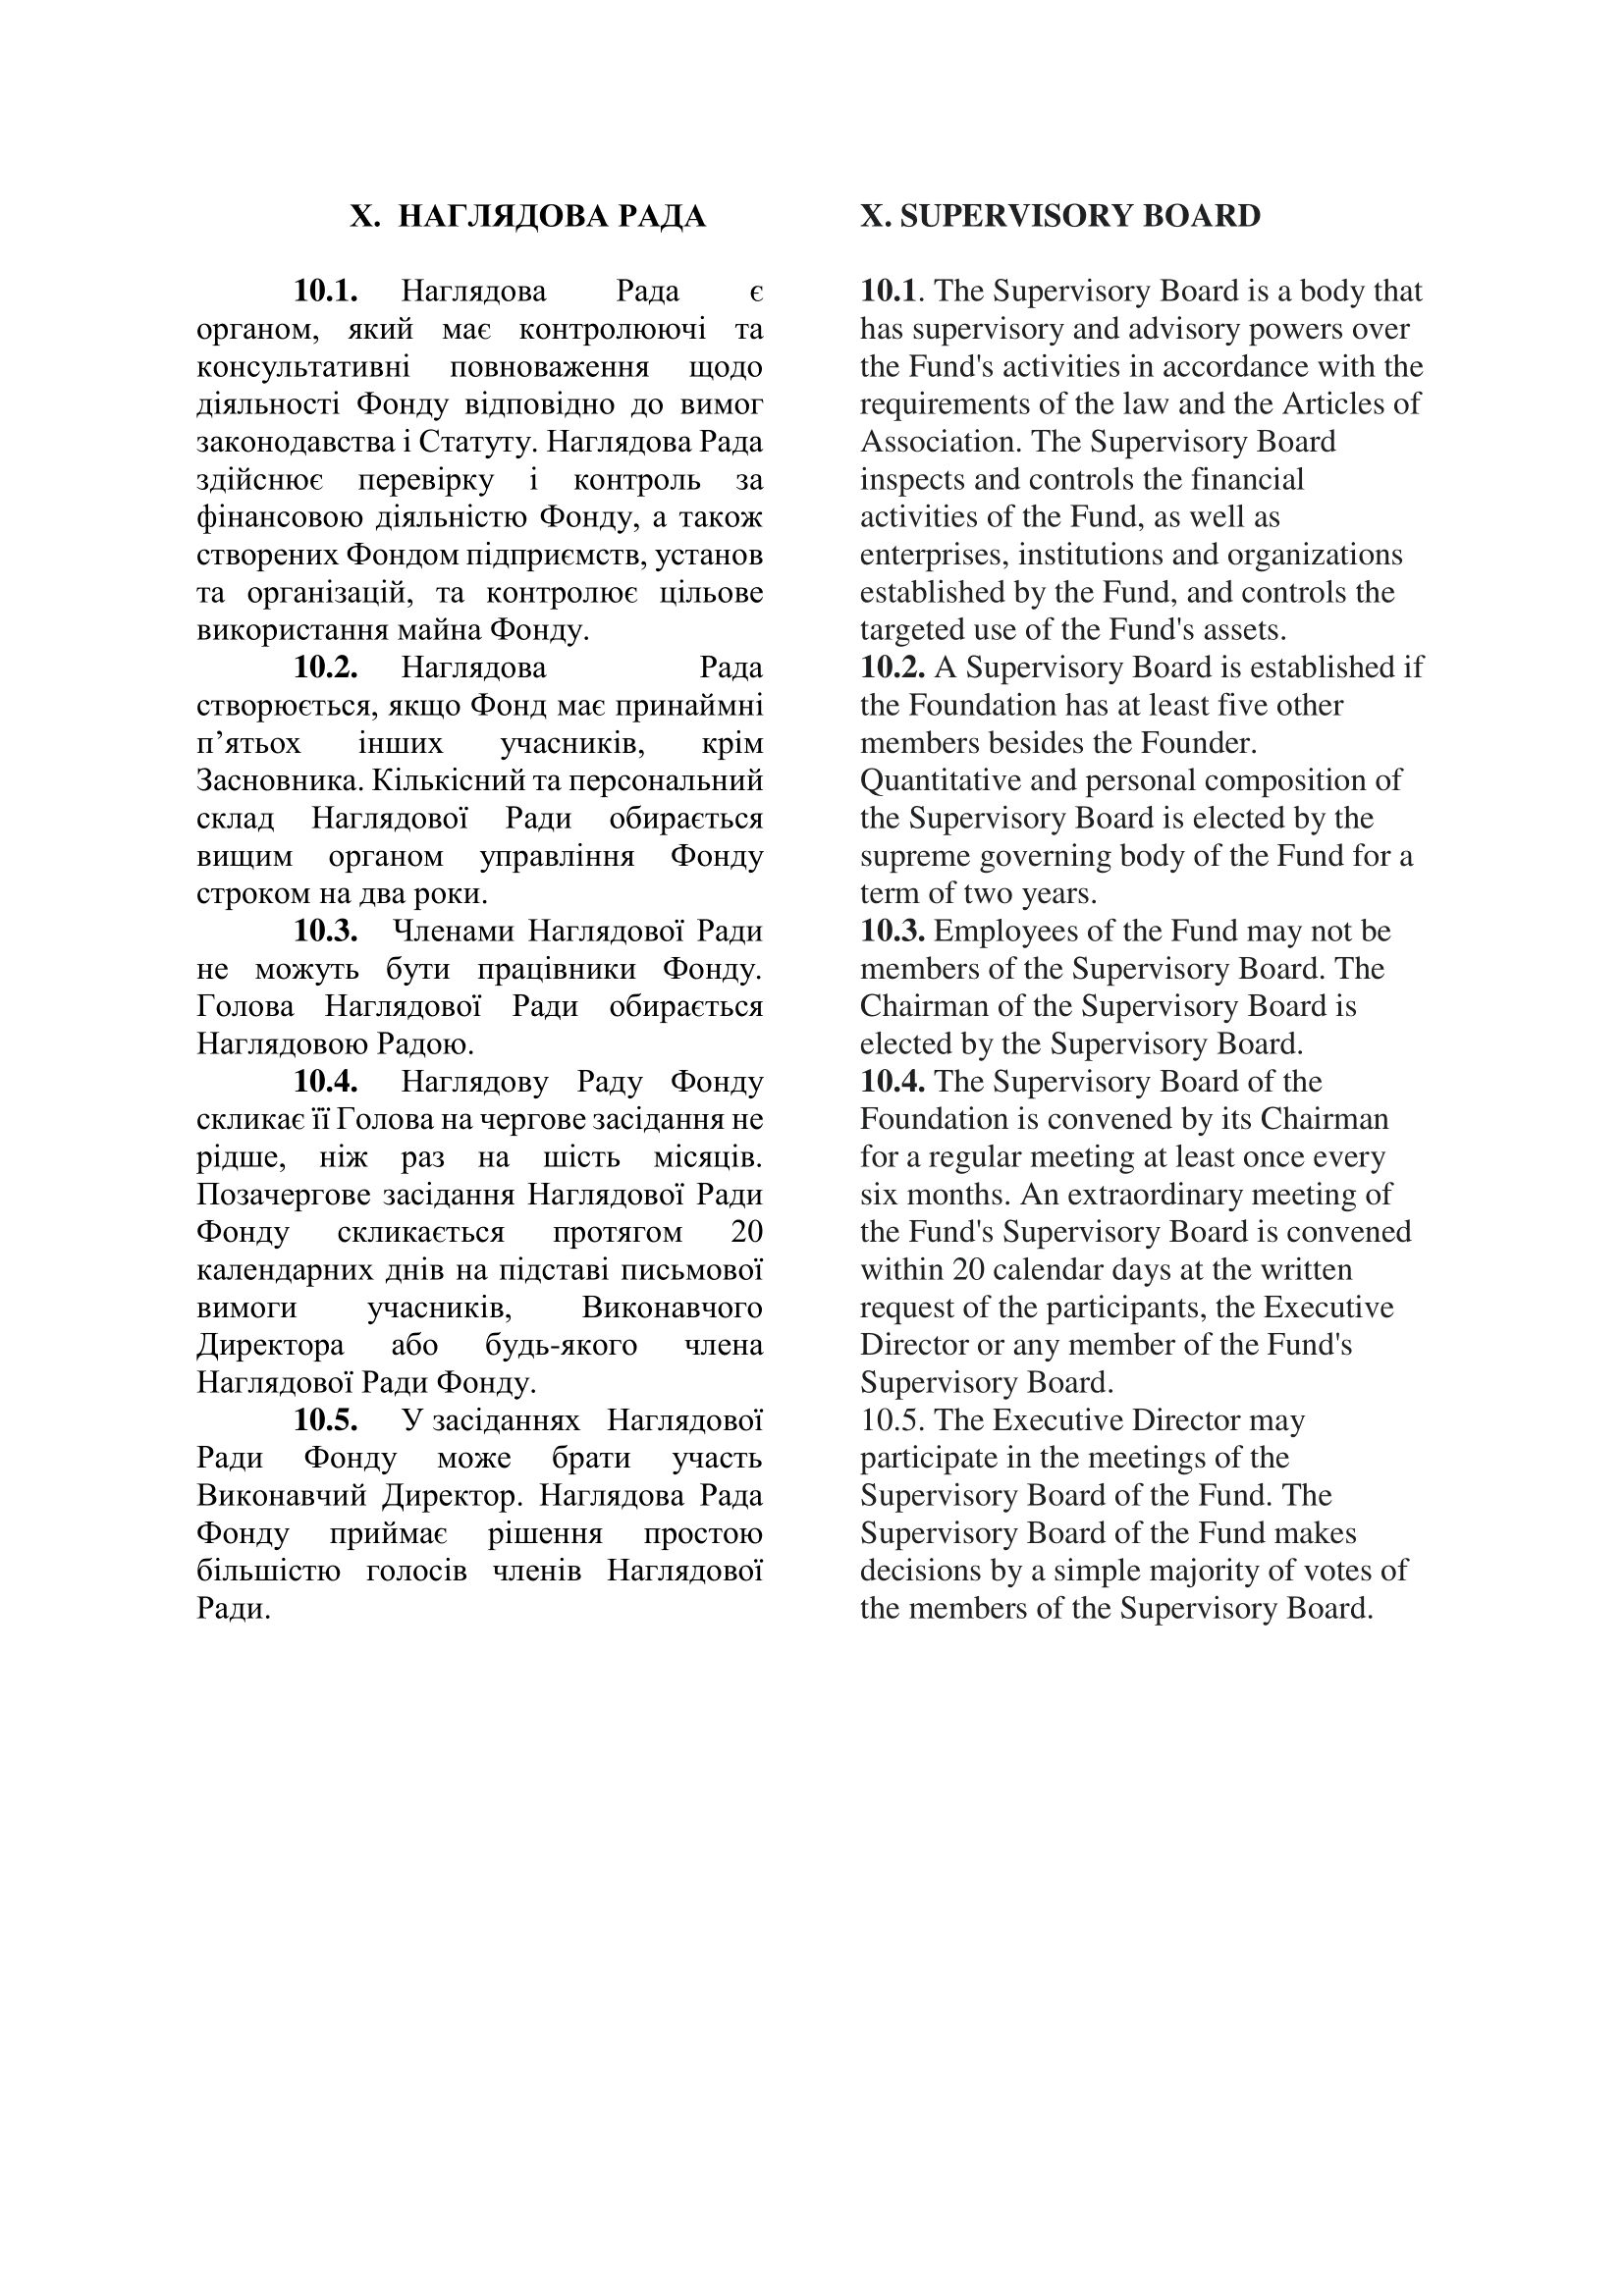 X. НАГЛЯДОВА РАДА
10.1. Наглядова Рада є
органом, який має контролюючі та
консультативні повноваження щодо
діяльності Фонду відповідно до вимог
законодавства і Статуту. Наглядова Рада
здійснює перевірку і контроль за
фінансовою діяльністю Фонду, а також
створених Фондом підприємств, установ
та організацій, та контролює цільове
використання майна Фонду.
10.2. Наглядова Рада
створюється, якщо Фонд має принаймні
п’ятьох інших учасників, крім
Засновника. Кількісний та персональний
склад Наглядової Ради обирається
вищим органом управління Фонду
строком на два роки.
10.3. Членами Наглядової Ради
не можуть бути працівники Фонду.
Голова Наглядової Ради обирається
Наглядовою Радою.
10.4. Наглядову Раду Фонду
скликає її Голова на чергове засідання не
рідше, ніж раз на шість місяців.
Позачергове засідання Наглядової Ради
Фонду скликається протягом 20
календарних днів на підставі письмової
вимоги учасників, Виконавчого
Директора або будь-якого члена
Наглядової Ради Фонду.
10.5. У засіданнях Наглядової
Ради Фонду може брати участь
Виконавчий Директор. Наглядова Рада
Фонду приймає рішення простою
більшістю голосів членів Наглядової
Ради.
X. SUPERVISORY BOARD
10.1. The Supervisory Board is a body that
has supervisory and advisory powers over
the Fund's activities in accordance with the
requirements of the law and the Articles of
Association. The Supervisory Board
inspects and controls the financial
activities of the Fund, as well as
enterprises, institutions and organizations
established by the Fund, and controls the
targeted use of the Fund's assets.
10.2. A Supervisory Board is established if
the Foundation has at least five other
members besides the Founder.
Quantitative and personal composition of
the Supervisory Board is elected by the
supreme governing body of the Fund for a
term of two years.
10.3. Employees of the Fund may not be
members of the Supervisory Board. The
Chairman of the Supervisory Board is
elected by the Supervisory Board.
10.4. The Supervisory Board of the
Foundation is convened by its Chairman
for a regular meeting at least once every
six months. An extraordinary meeting of
the Fund's Supervisory Board is convened
within 20 calendar days at the written
request of the participants, the Executive
Director or any member of the Fund's
Supervisory Board.
10.5. The Executive Director may
participate in the meetings of the
Supervisory Board of the Fund. The
Supervisory Board of the Fund makes
decisions by a simple majority of votes of
the members of the Supervisory Board.